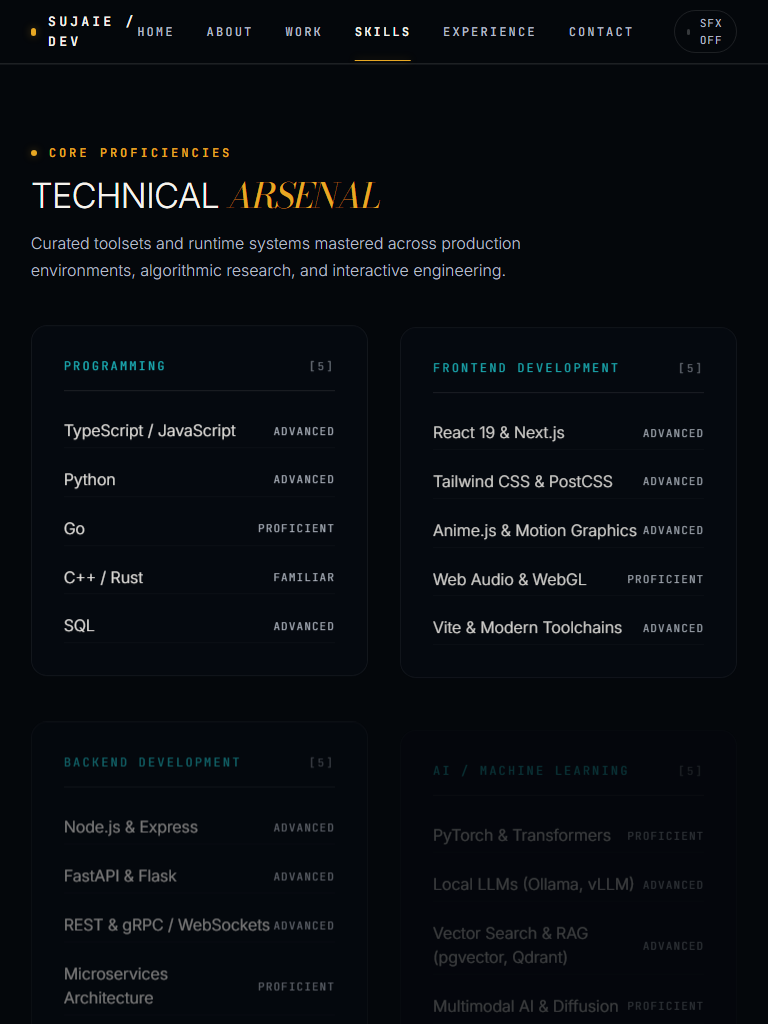 SUJAIE /
DEV
HOME ABOUT WORK SKILLS EXPERIENCE CONTACT
SFX
OFF
CORE PROFICIENCIES
TECHNICAL ARSENAL
Curated toolsets and runtime systems mastered across production
environments, algorithmic research, and interactive engineering.
PROGRAMMING [5]
TypeScript / JavaScript ADVANCED
Python ADVANCED
Go PROFICIENT
C++ / Rust FAMILIAR
SQL ADVANCED
FRONTEND DEVELOPMENT [5]
React 19 & Next.js ADVANCED
Tailwind CSS & PostCSS ADVANCED
Anime.js & Motion Graphics ADVANCED
Web Audio & WebGL PROFICIENT
Vite & Modern Toolchains ADVANCED
BACKEND DEVELOPMENT [5]
Node.js & Express ADVANCED
FastAPI & Flask ADVANCED
REST & gRPC / WebSockets ADVANCED
Microservices
Architecture PROFICIENT
AI / MACHINE LEARNING [5]
PyTorch & Transformers PROFICIENT
Local LLMs (Ollama, vLLM) ADVANCED
Vector Search & RAG
(pgvector, Qdrant) ADVANCED
Multimodal AI & Diffusion PROFICIENT